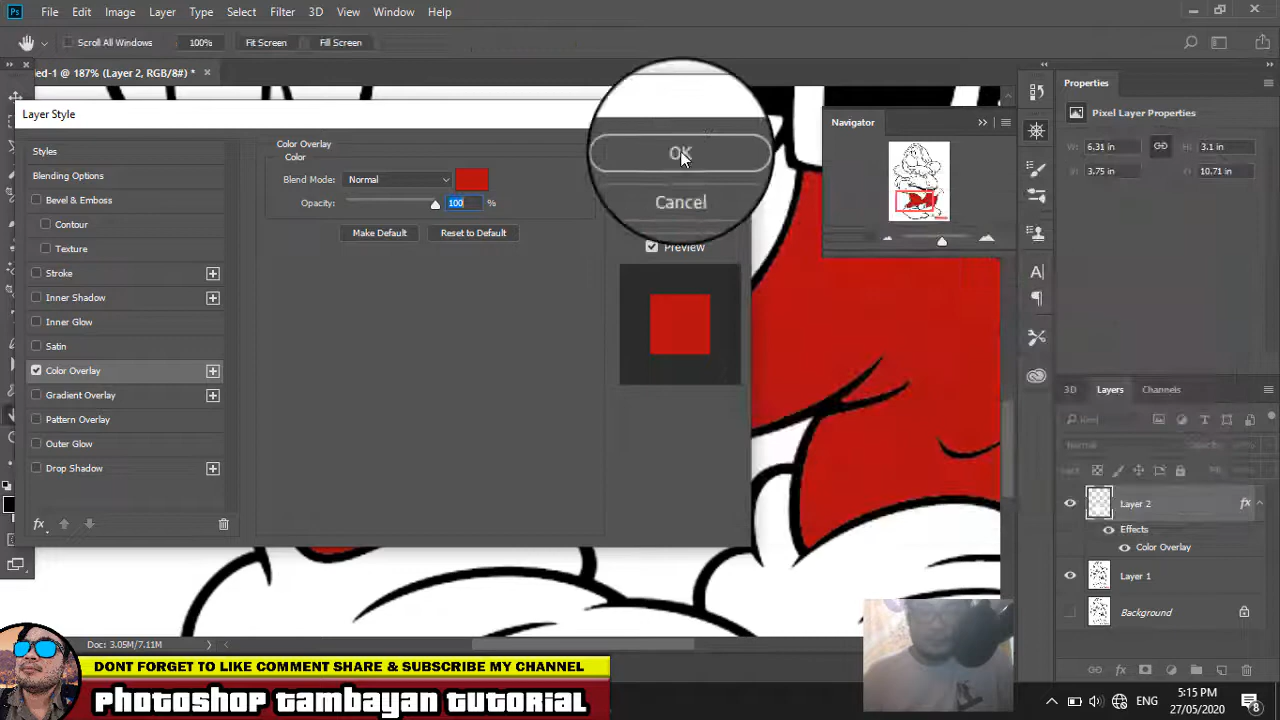 Ps File Edit Image Layer Type Select Filter 3D View Window Help
Scroll All Windows 100% Fit Screen Fill Screen
ed-1 @ 187% (Layer 2, RGB/8#) * ×
Layer Style
Styles
Blending Options
Bevel & Emboss
Contour
Texture
Stroke
Inner Shadow
Inner Glow
Satin
Color Overlay
Gradient Overlay
Pattern Overlay
Outer Glow
Drop Shadow
fx
Color Overlay
Color
Blend Mode: Normal
Opacity: 100 %
Make Default Reset to Default
OK
Cancel
Preview
Navigator
Properties
Pixel Layer Properties
W: 6.31 in H: 3.1 in
X: 3.75 in Y: 10.71 in
3D Layers Channels
Kind
Normal
Layer 2 fx
Effects
Color Overlay
Layer 1
Background
Doc: 3.05M/7.11M
DONT FORGET TO LIKE COMMENT SHARE & SUBSCRIBE MY CHANNEL
PHOTOSHOP TAMBAYAN TUTORIAL
ENG
5:15 PM
27/05/2020
8